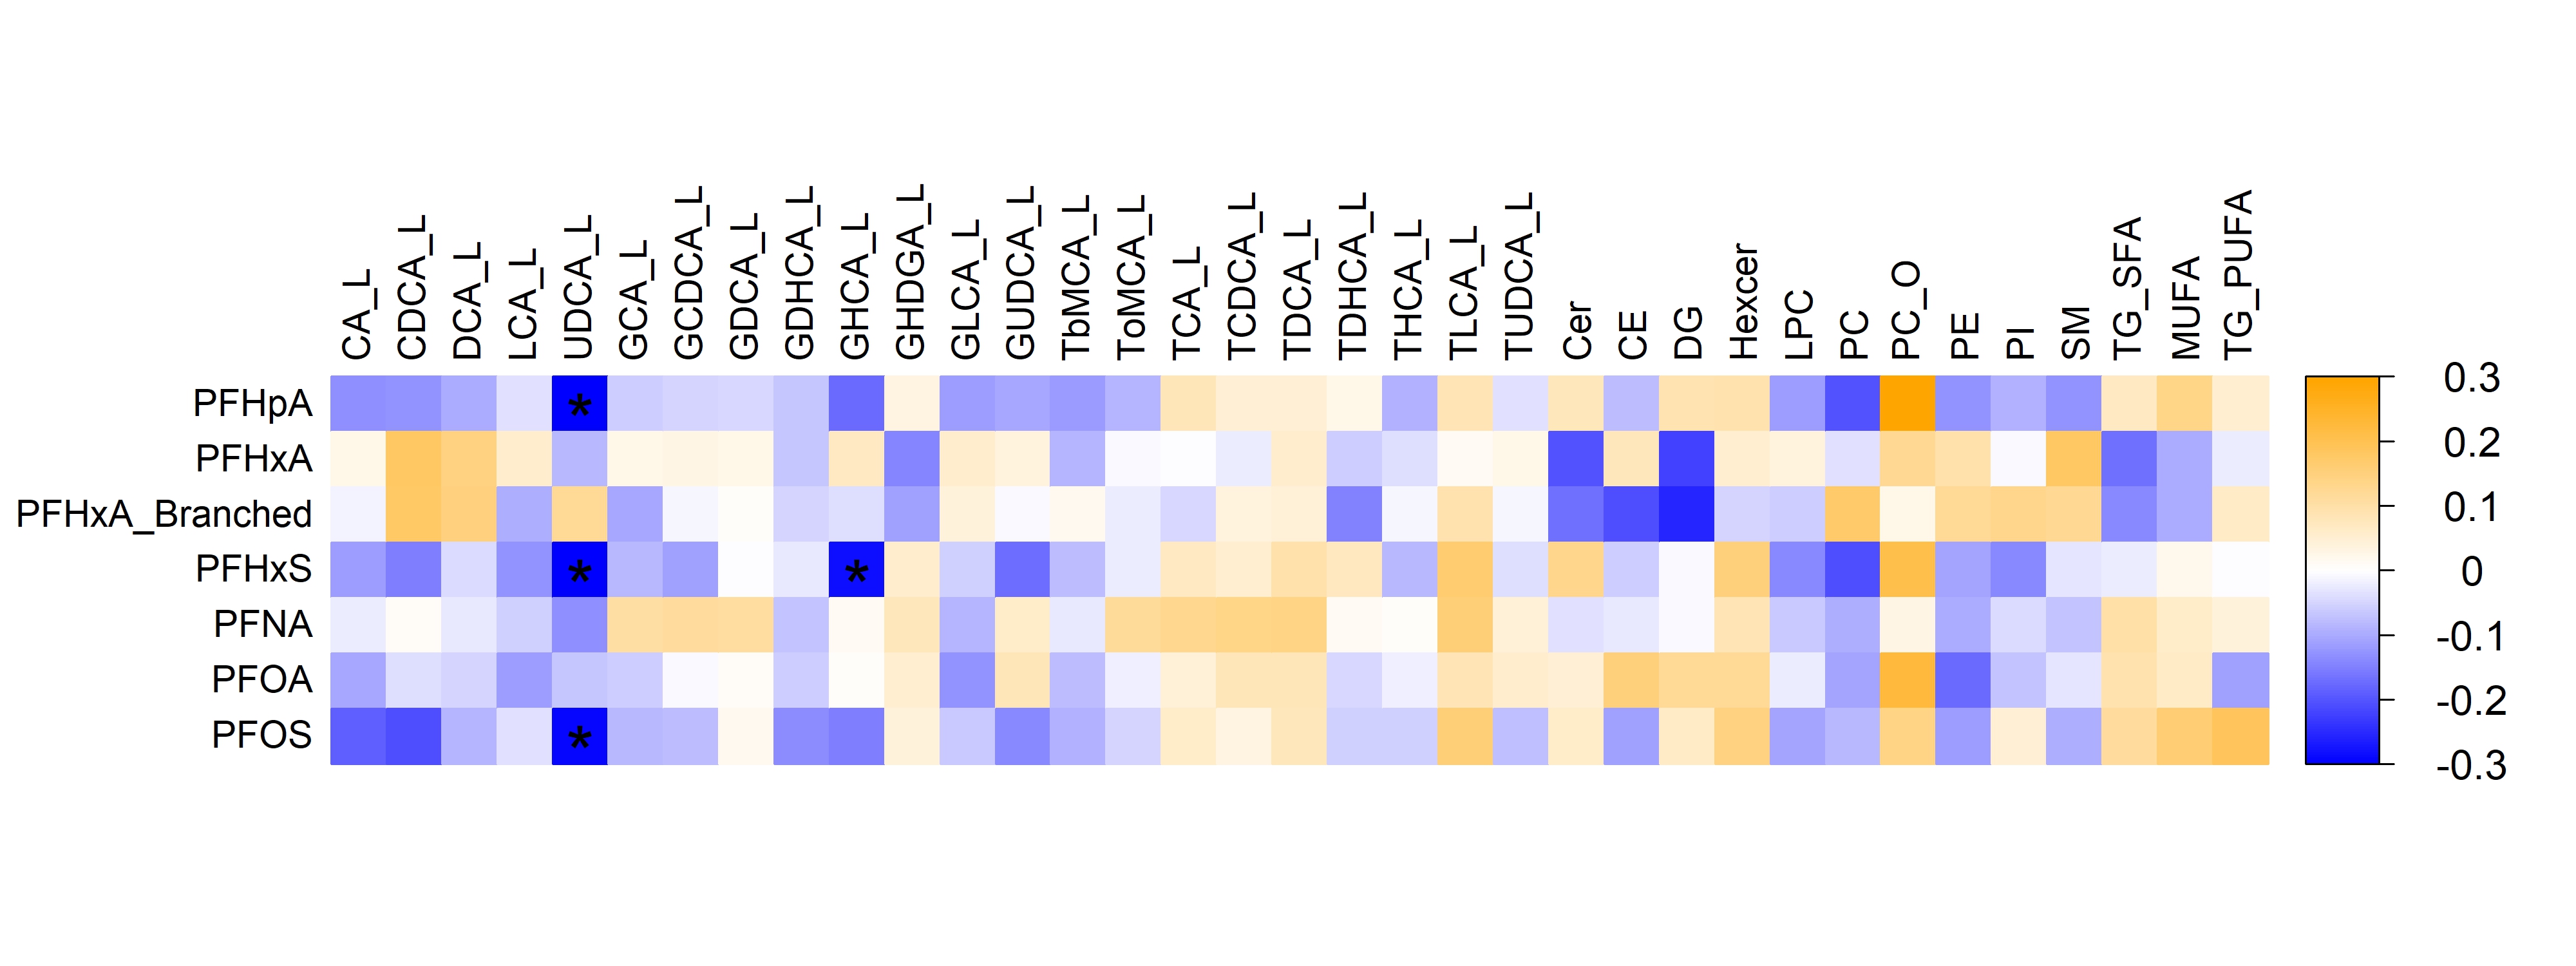 CA_L
CDCA_L
DCA_L
LCA_L
UDCA_L
GCA_L
GCDCA_L
GDCA_L
GDHCA_L
GHCA_L
GHDGA_L
GLCA_L
GUDCA_L
TbMCA_L
ToMCA_L
TCA_L
TCDCA_L
TDCA_L
TDHCA_L
THCA_L
TLCA_L
TUDCA_L
Cer
CE
DG
Hexcer
LPC
PC
PC_O
PE
PI
SM
TG_SFA
MUFA
TG_PUFA
PFHpA
*
PFHxA
PFHxA_Branched
PFHxS
* *
PFNA
PFOA
PFOS
*
0.3
0.2
0.1
0
-0.1
-0.2
-0.3